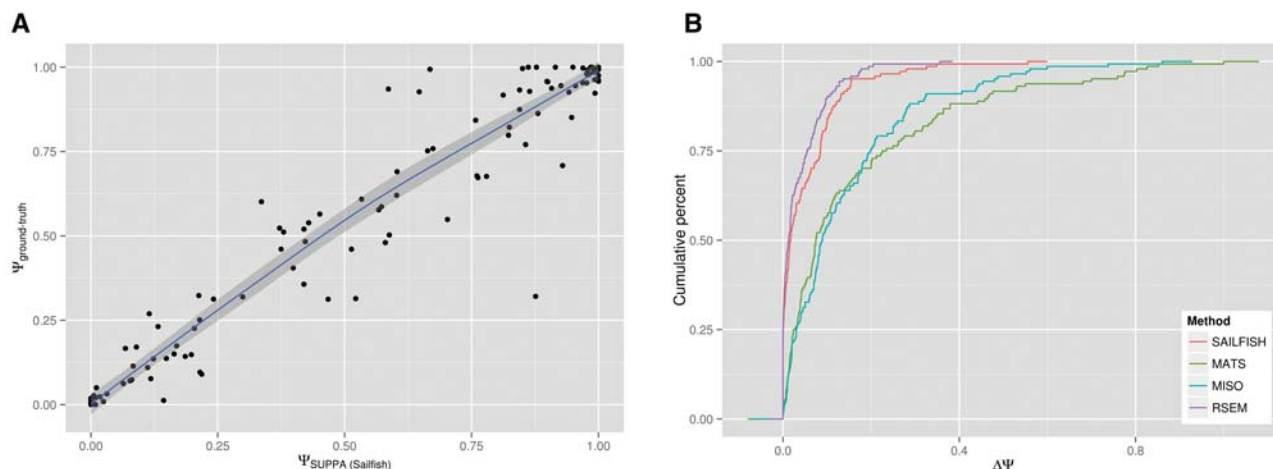 A
1.00
0.75
0.50
0.25
0.00
Ψground-truth
0.00 0.25 0.50 0.75 1.00
ΨSUPPA (Sailfish)
B
1.00
0.75
0.50
0.25
0.00
Cumulative percent
Method
SAILFISH
MATS
MISO
RSEM
0.0 0.4 0.8
ΔΨ